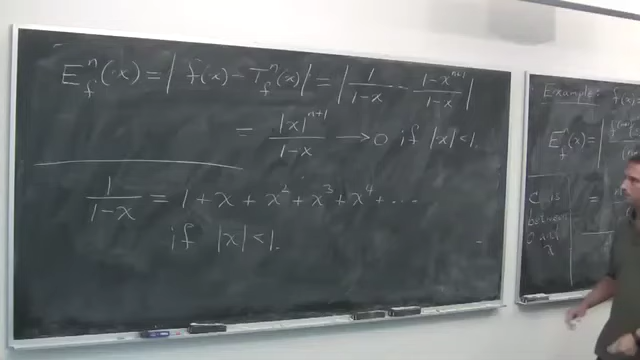 E_f^n(x) = | f(x) - T_f^n(x) | = | 1/(1-x) - (1-x^{n+1})/(1-x) |
= |x|^{n+1}/(1-x) → 0 if |x| < 1
1/(1-x) = 1 + x + x^2 + x^3 + x^4 + ...
if |x| < 1.
Example: f(x)
E_f^n(x) = |
C is
between
0 and
x
=